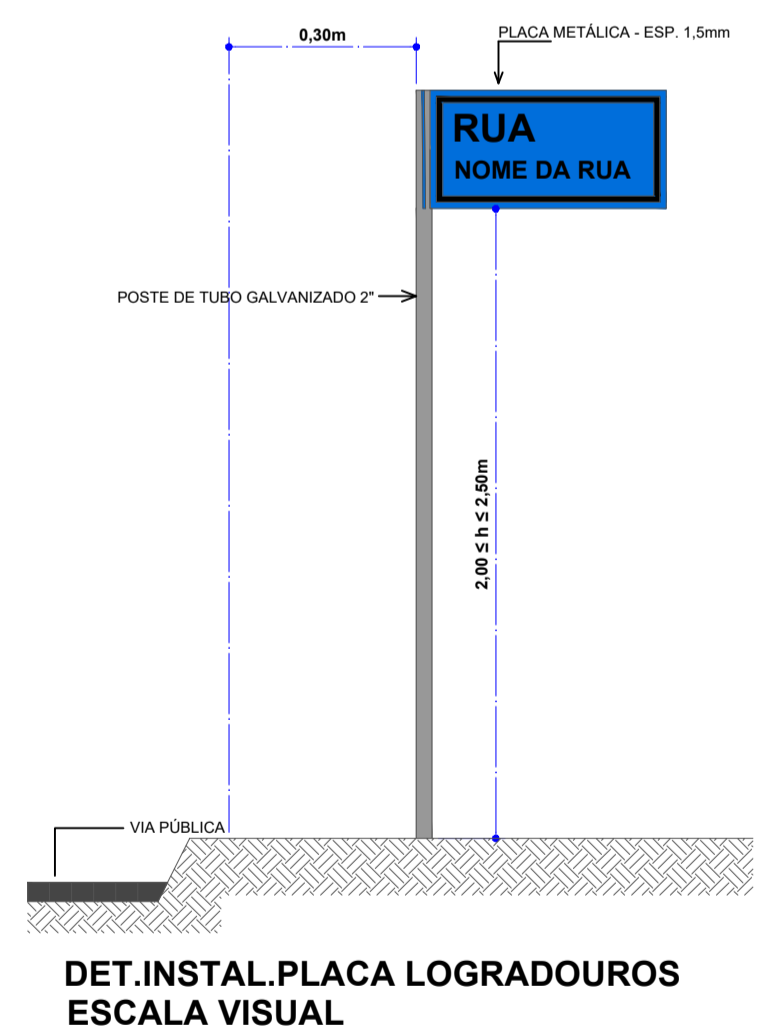 0,30m
PLACA METÁLICA - ESP. 1,5mm
RUA
NOME DA RUA
POSTE DE TUBO GALVANIZADO 2"
2,00 ≤ h ≤ 2,50m
VIA PÚBLICA
DET.INSTAL.PLACA LOGRADOUROS
ESCALA VISUAL